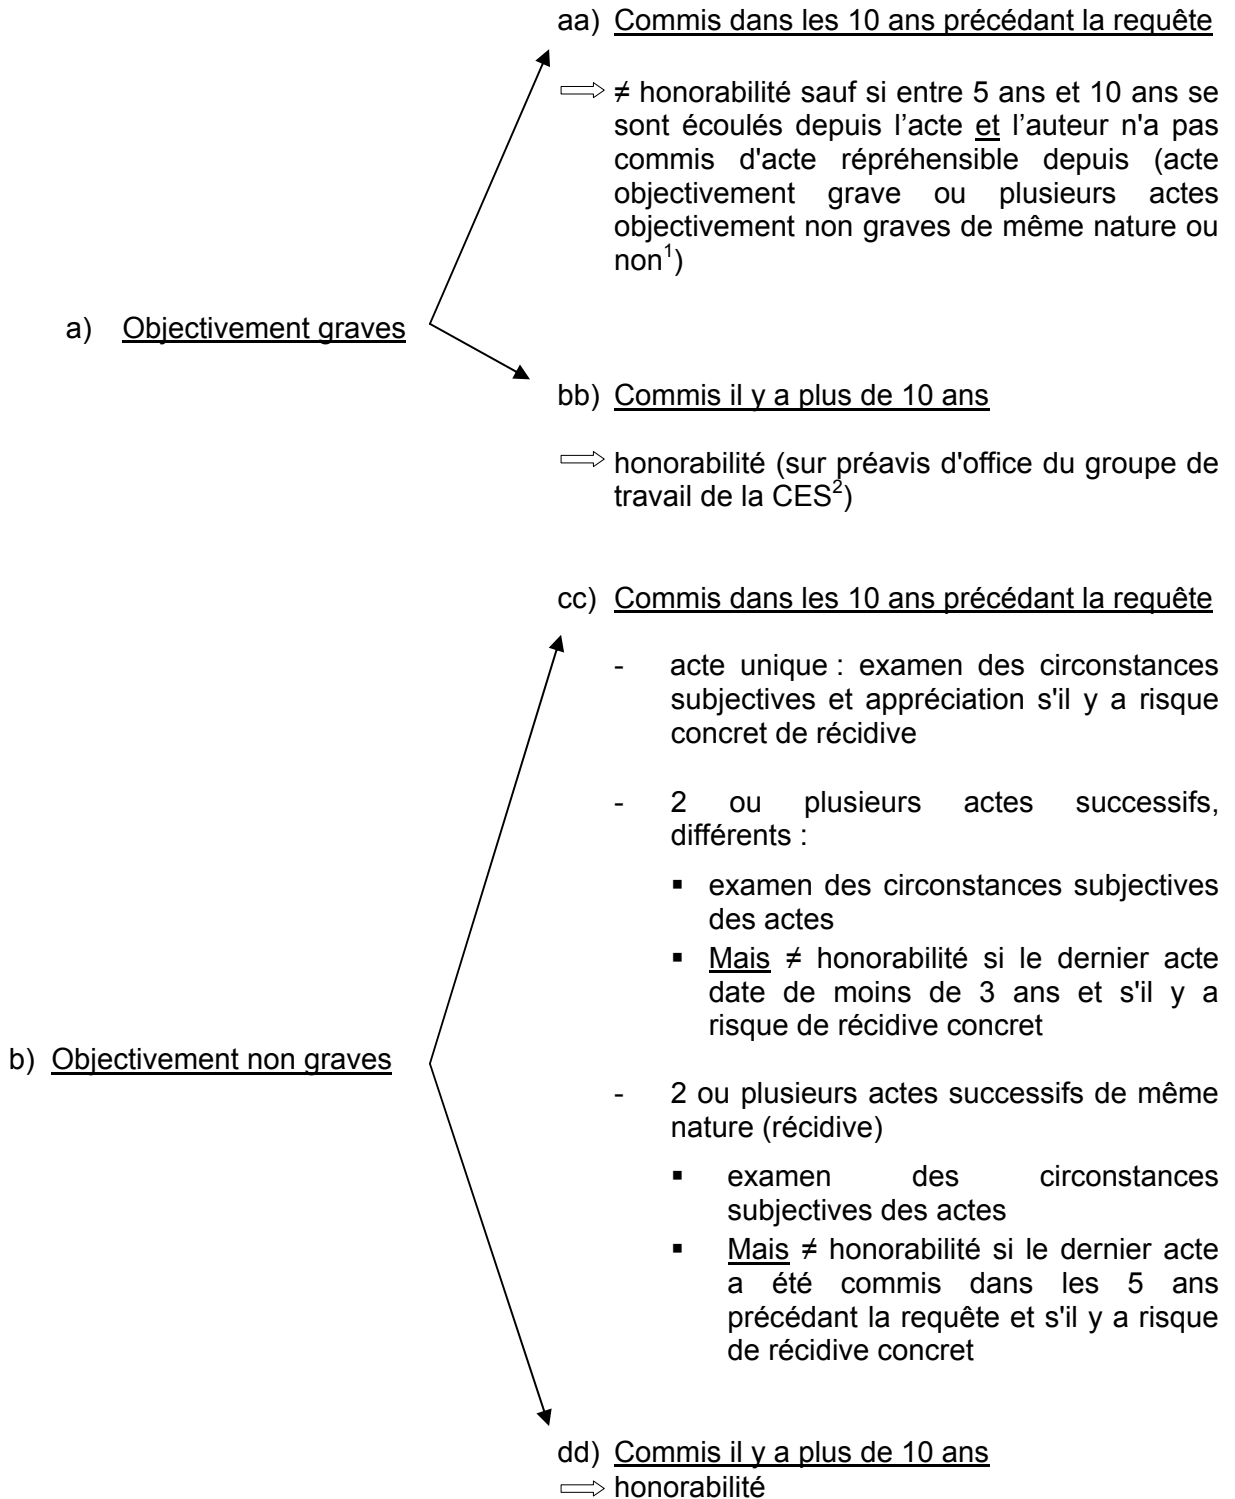 aa) Commis dans les 10 ans précédant la requête
≠ honorabilité sauf si entre 5 ans et 10 ans se
sont écoulés depuis l’acte et l’auteur n'a pas
commis d'acte répréhensible depuis (acte
objectivement grave ou plusieurs actes
objectivement non graves de même nature ou
non1)
a) Objectivement graves
bb) Commis il y a plus de 10 ans
honorabilité (sur préavis d'office du groupe de
travail de la CES2)
cc) Commis dans les 10 ans précédant la requête
- acte unique : examen des circonstances
subjectives et appréciation s'il y a risque
concret de récidive
- 2 ou plusieurs actes successifs,
différents :
▪ examen des circonstances subjectives
des actes
▪ Mais ≠ honorabilité si le dernier acte
date de moins de 3 ans et s'il y a
risque de récidive concret
b) Objectivement non graves
- 2 ou plusieurs actes successifs de même
nature (récidive)
▪ examen des circonstances
subjectives des actes
▪ Mais ≠ honorabilité si le dernier acte
a été commis dans les 5 ans
précédant la requête et s'il y a risque
de récidive concret
dd) Commis il y a plus de 10 ans
honorabilité